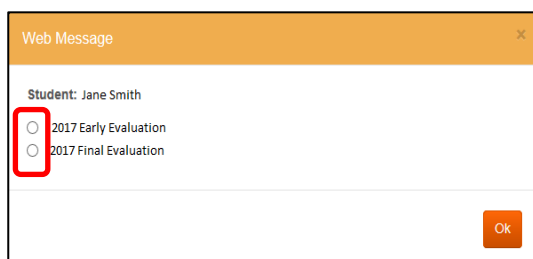 Web Message ×
Student: Jane Smith
2017 Early Evaluation
2017 Final Evaluation
Ok